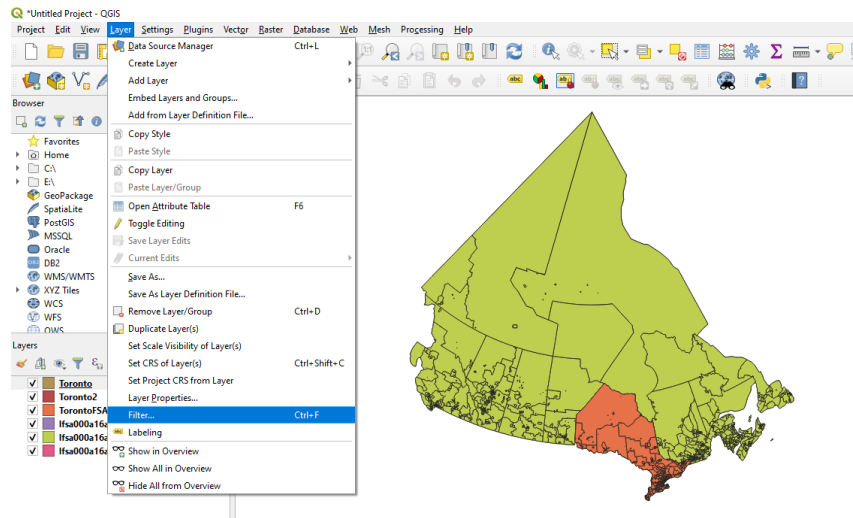 *Untitled Project - QGIS
Project Edit View Layer Settings Plugins Vector Raster Database Web Mesh Processing Help
Data Source Manager Ctrl+L
Create Layer
Add Layer
Embed Layers and Groups...
Add from Layer Definition File...
Copy Style
Paste Style
Copy Layer
Paste Layer/Group
Open Attribute Table F6
Toggle Editing
Save Layer Edits
Current Edits
Save As...
Save As Layer Definition File...
Remove Layer/Group Ctrl+D
Duplicate Layer(s)
Set Scale Visibility of Layer(s)
Set CRS of Layer(s) Ctrl+Shift+C
Set Project CRS from Layer
Layer Properties...
Filter... Ctrl+F
Labeling
Show in Overview
Show All in Overview
Hide All from Overview
Browser
Favorites
Home
C:\
E:\
GeoPackage
SpatiaLite
PostGIS
MSSQL
Oracle
DB2
WMS/WMTS
XYZ Tiles
WCS
WFS
OWS
Layers
Toronto
Toronto2
TorontoFSA
lfsa000a16a
lfsa000a16a
lfsa000a16a